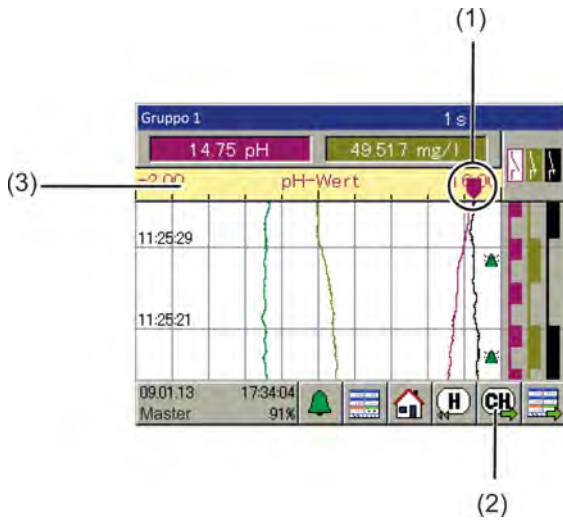 (1)
Gruppo 1 1 s
14.75 pH 49.517 mg/l
(3)
-2.00 pH-Wert
11:25:29
11:25:21
09.01.13 17:34:04
Master 91%
H
CH
(2)